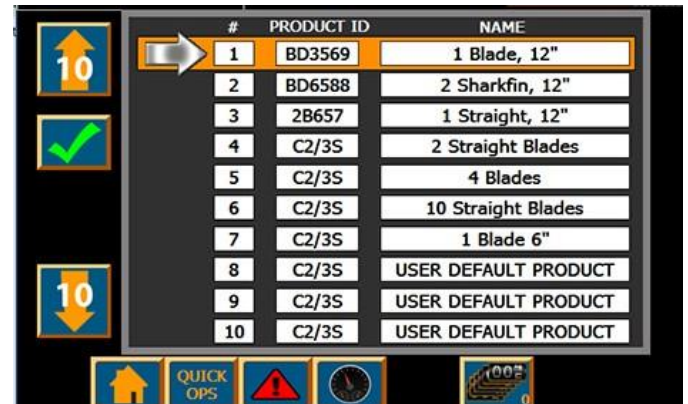 # PRODUCT ID NAME
10
1 BD3569 1 Blade, 12"
2 BD6588 2 Sharkfin, 12"
3 2B657 1 Straight, 12"
4 C2/3S 2 Straight Blades
5 C2/3S 4 Blades
6 C2/3S 10 Straight Blades
7 C2/3S 1 Blade 6"
8 C2/3S USER DEFAULT PRODUCT
10
9 C2/3S USER DEFAULT PRODUCT
10 C2/3S USER DEFAULT PRODUCT
QUICK
OPS
0